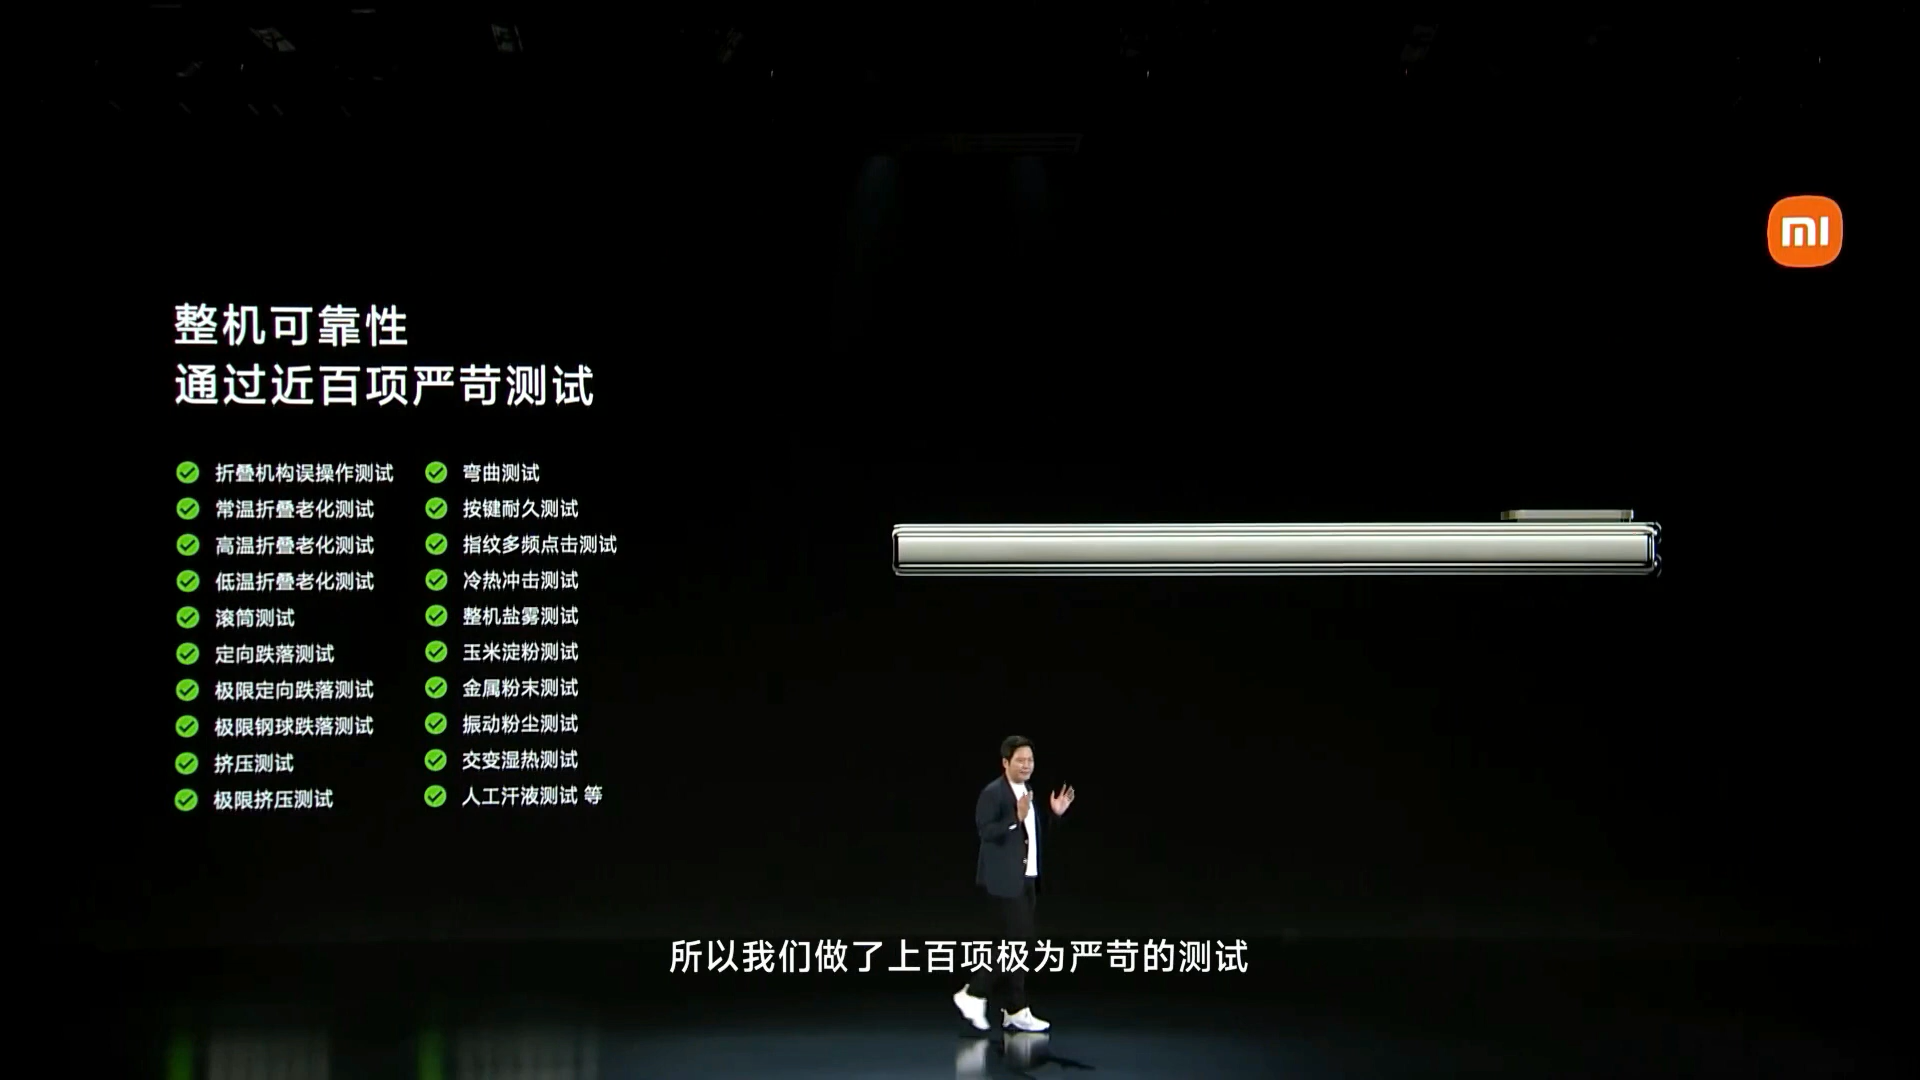 mi
整机可靠性
通过近百项严苛测试
折叠机构误操作测试
常温折叠老化测试
高温折叠老化测试
低温折叠老化测试
滚筒测试
定向跌落测试
极限定向跌落测试
极限钢球跌落测试
挤压测试
极限挤压测试
弯曲测试
按键耐久测试
指纹多频点击测试
冷热冲击测试
整机盐雾测试
玉米淀粉测试
金属粉末测试
振动粉尘测试
交变湿热测试
人工汗液测试 等
所以我们做了上百项极为严苛的测试